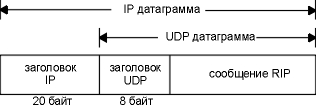 IP датаграмма
UDP датаграмма
заголовок
IP
заголовок
UDP
сообщение RIP
20 байт
8 байт